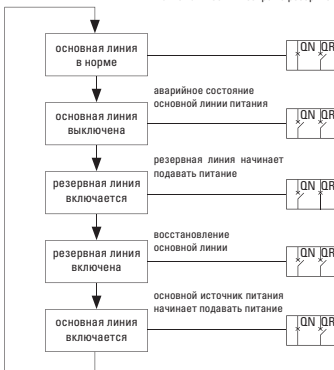 основная линия
в норме
QN QR
аварийное состояние
основной линии питания
основная линия
выключена
QN QR
резервная линия начинает
подавать питание
резервная линия
включается
QN QR
восстановление
основной линии
резервная линия
включена
QN QR
основной источник питания
начинает подавать питание
основная линия
включается
QN QR